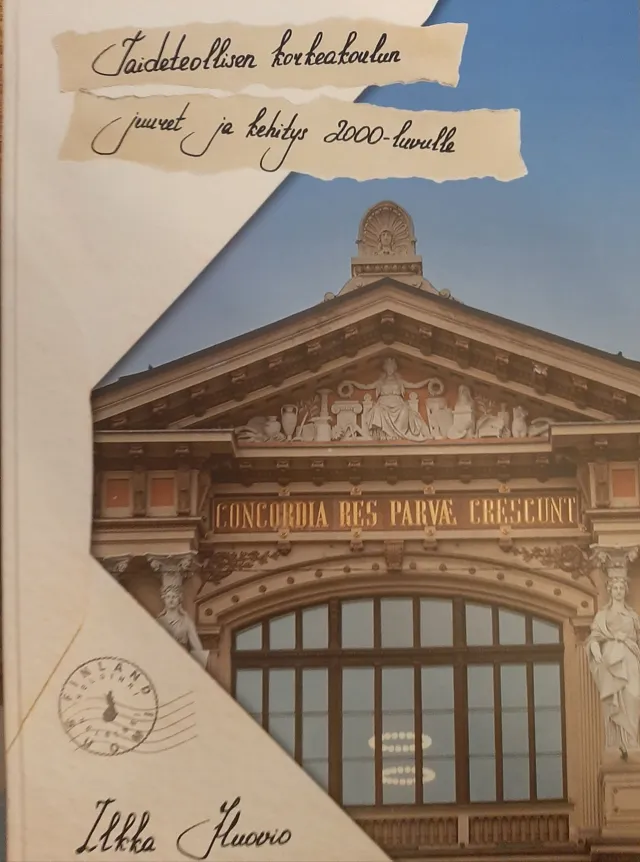 Taideteollisen korkeakoulun
juuret ja kehitys 2000-luvulle
CONCORDIA RES PARVÆ CRESCUNT
FINLAND
Ilkka Huovio